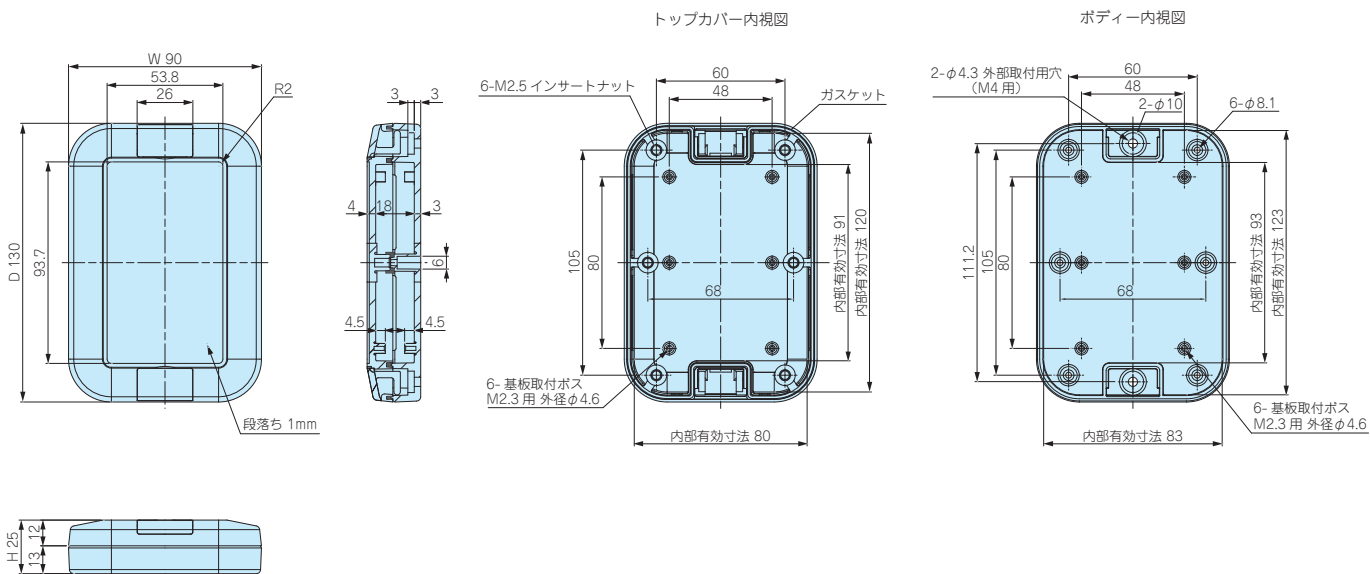 トップカバー内視図
ボディー内視図
W 90
53.8
26
R2
D 130
93.7
段落ち 1mm
3
3
4
18
3
6
4.5
4.5
6-M2.5 インサートナット
60
48
ガスケット
105
80
68
内部有効寸法 91
内部有効寸法 120
6- 基板取付ボス
M2.3 用 外径φ4.6
内部有効寸法 80
2-φ4.3 外部取付用穴
(M4 用)
60
48
2-φ10
6-φ8.1
111.2
105
80
68
内部有効寸法 93
内部有効寸法 123
6- 基板取付ボス
M2.3 用 外径φ4.6
内部有効寸法 83
H 25
12
13